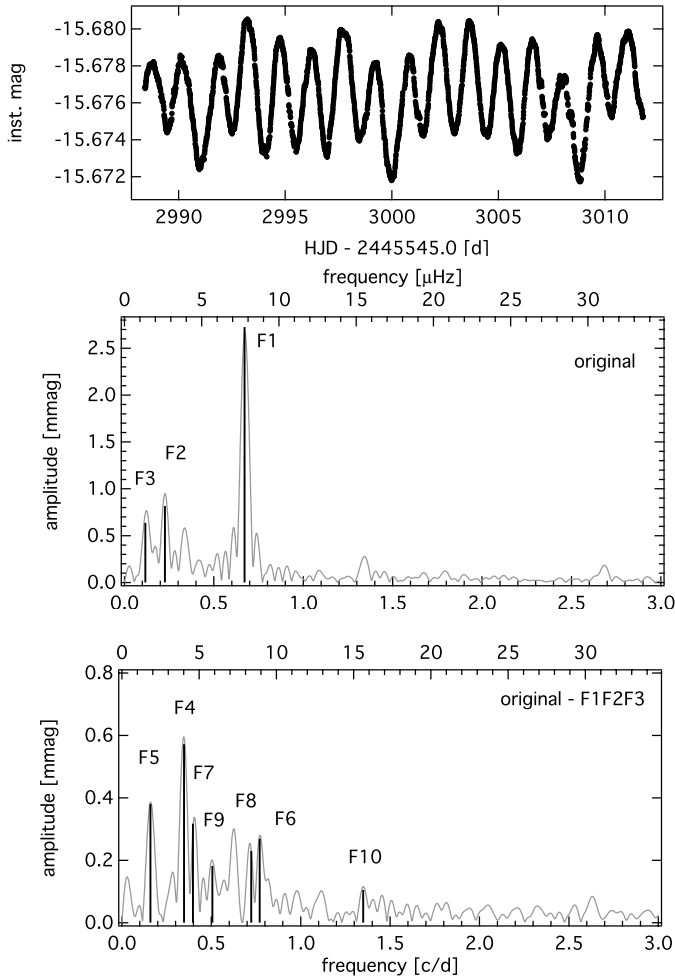 -15.680
-15.678
-15.676
-15.674
-15.672
inst. mag
2990 2995 3000 3005 3010
HJD - 2445545.0 [d]
frequency [μHz]
0 5 10 15 20 25 30
2.5
2.0
1.5
1.0
0.5
0.0
amplitude [mmag]
F1
original
F2
F3
0.0 0.5 1.0 1.5 2.0 2.5 3.0
0 5 10 15 20 25 30
0.8
0.6
0.4
0.2
0.0
amplitude [mmag]
original - F1F2F3
F4
F5
F7
F8
F9
F6
F10
0.0 0.5 1.0 1.5 2.0 2.5 3.0
frequency [c/d]